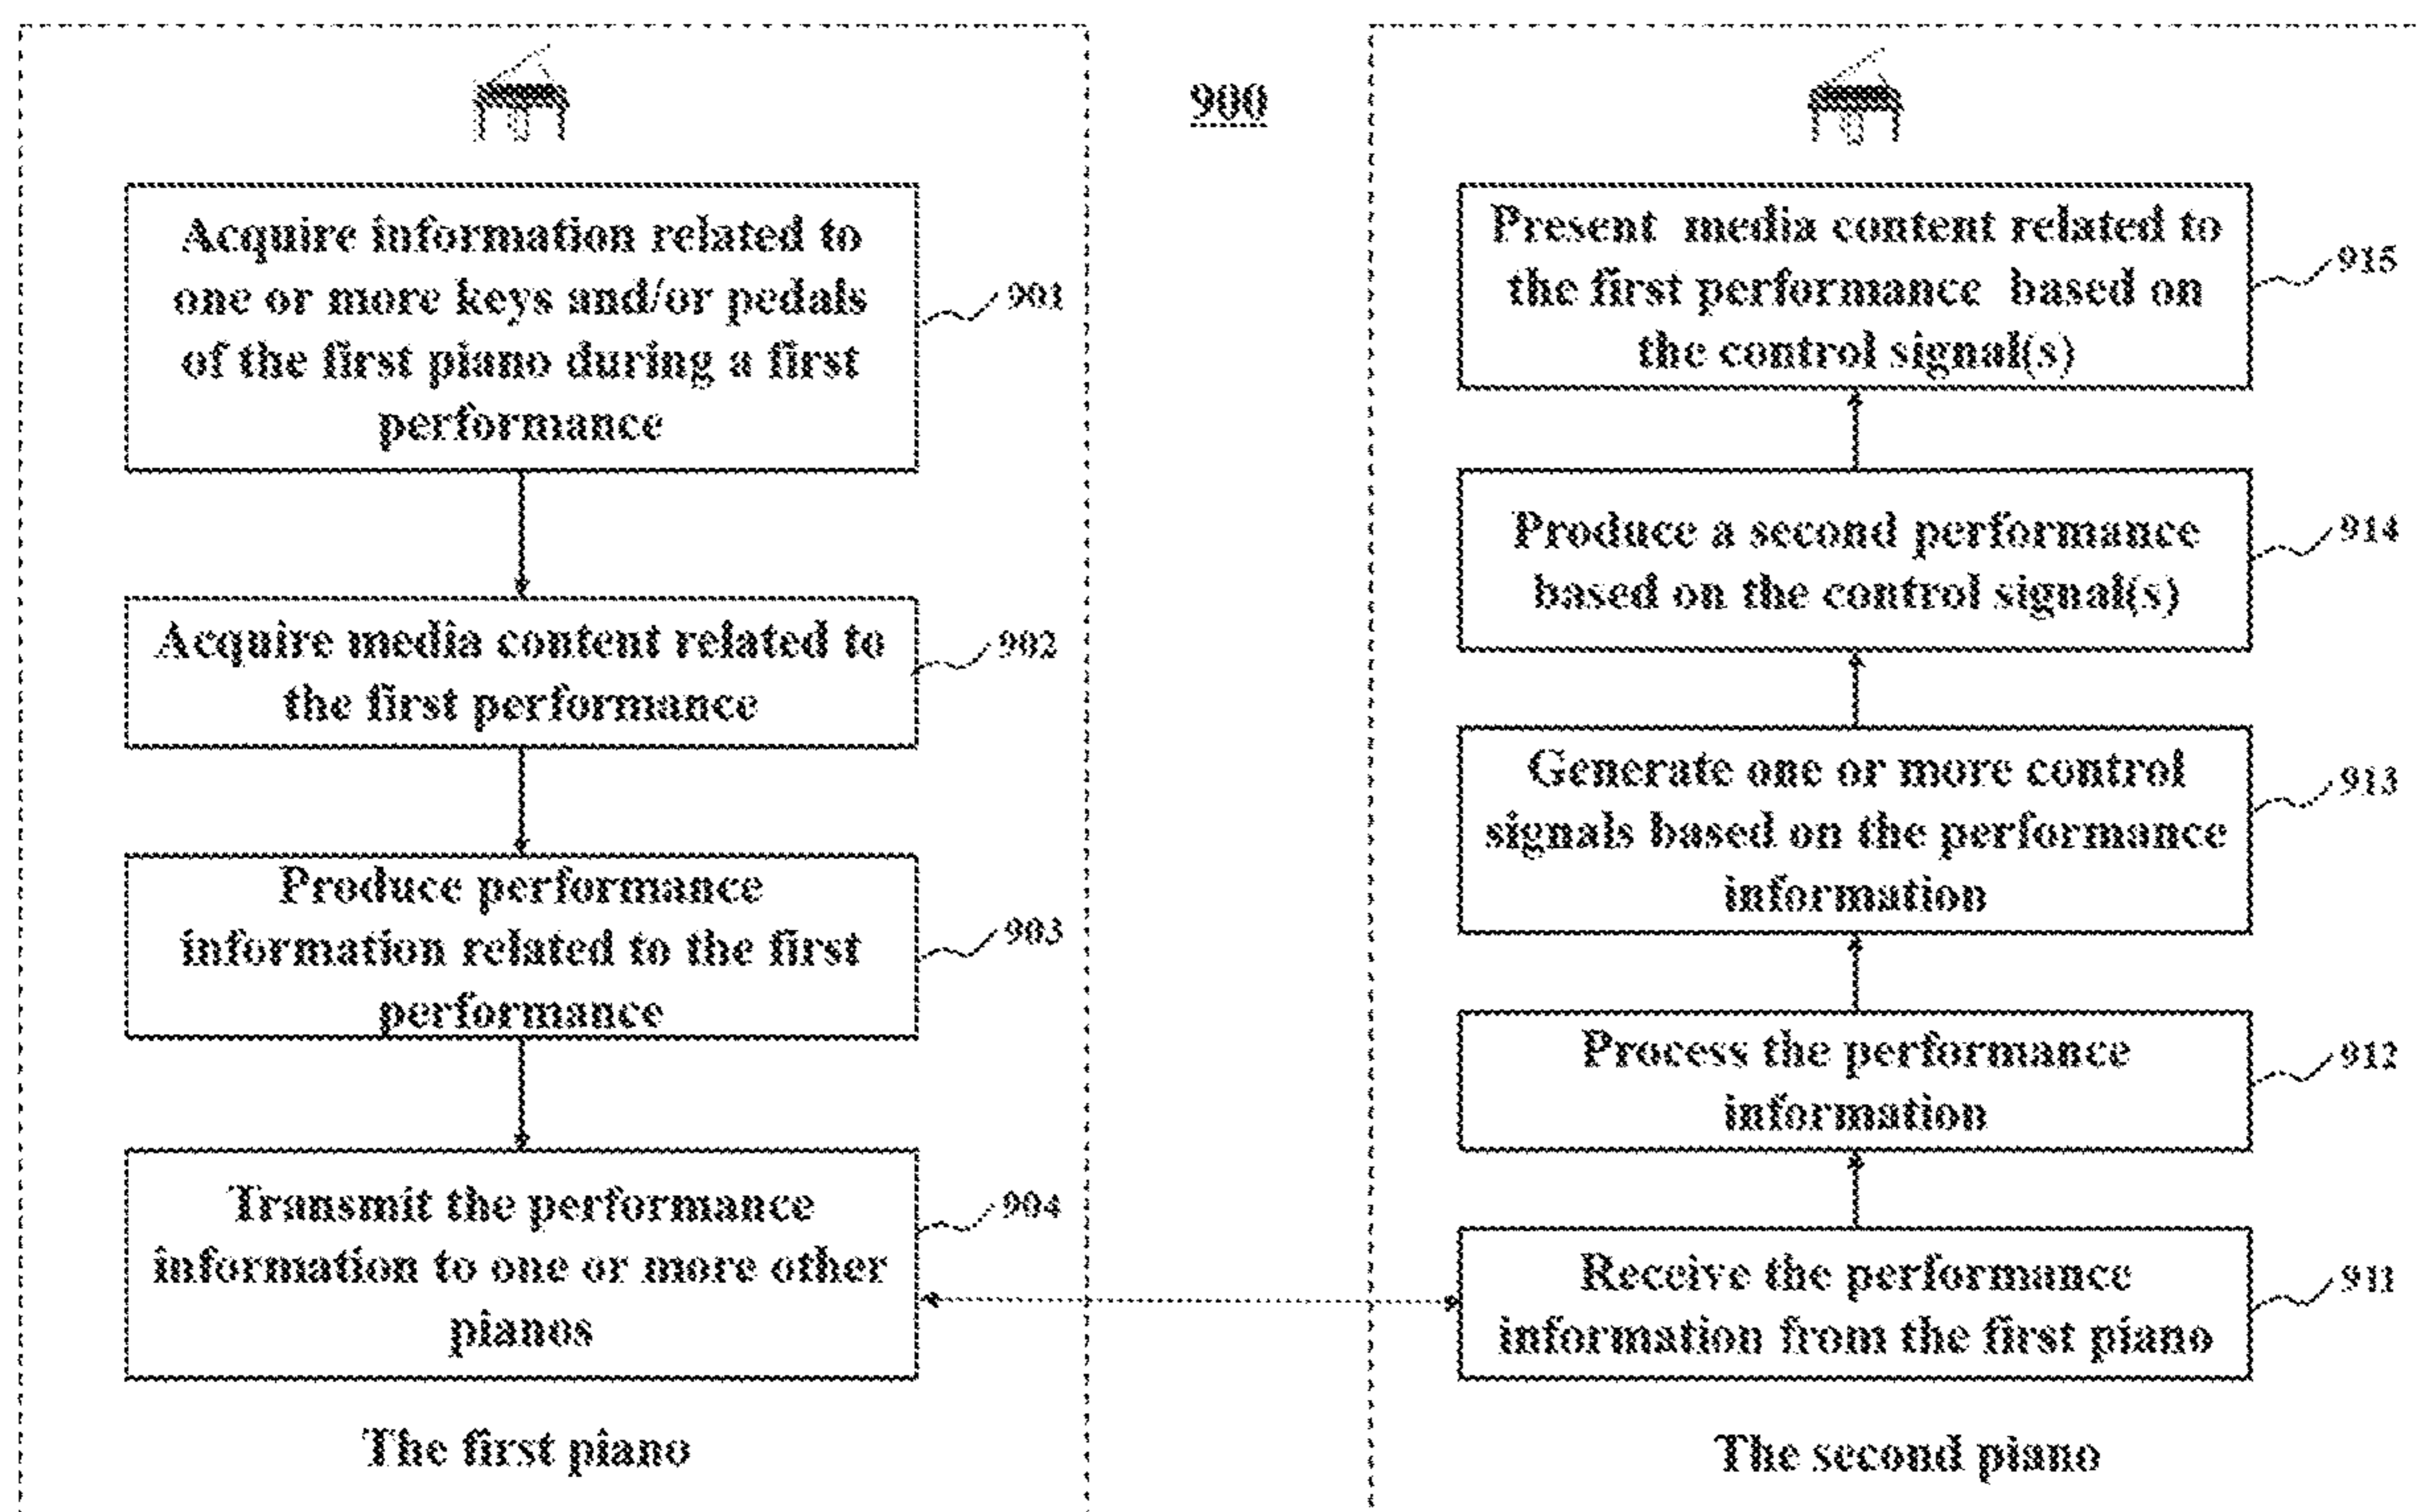 900
Acquire information related to
one or more keys and/or pedals
of the first piano during a first
performance
901
Acquire media content related to
the first performance
902
Produce performance
information related to the first
performance
903
Transmit the performance
information to one or more other
pianos
904
The first piano
Present media content related to
the first performance based on
the control signal(s)
915
Produce a second performance
based on the control signal(s)
914
Generate one or more control
signals based on the performance
information
913
Process the performance
information
912
Receive the performance
information from the first piano
911
The second piano